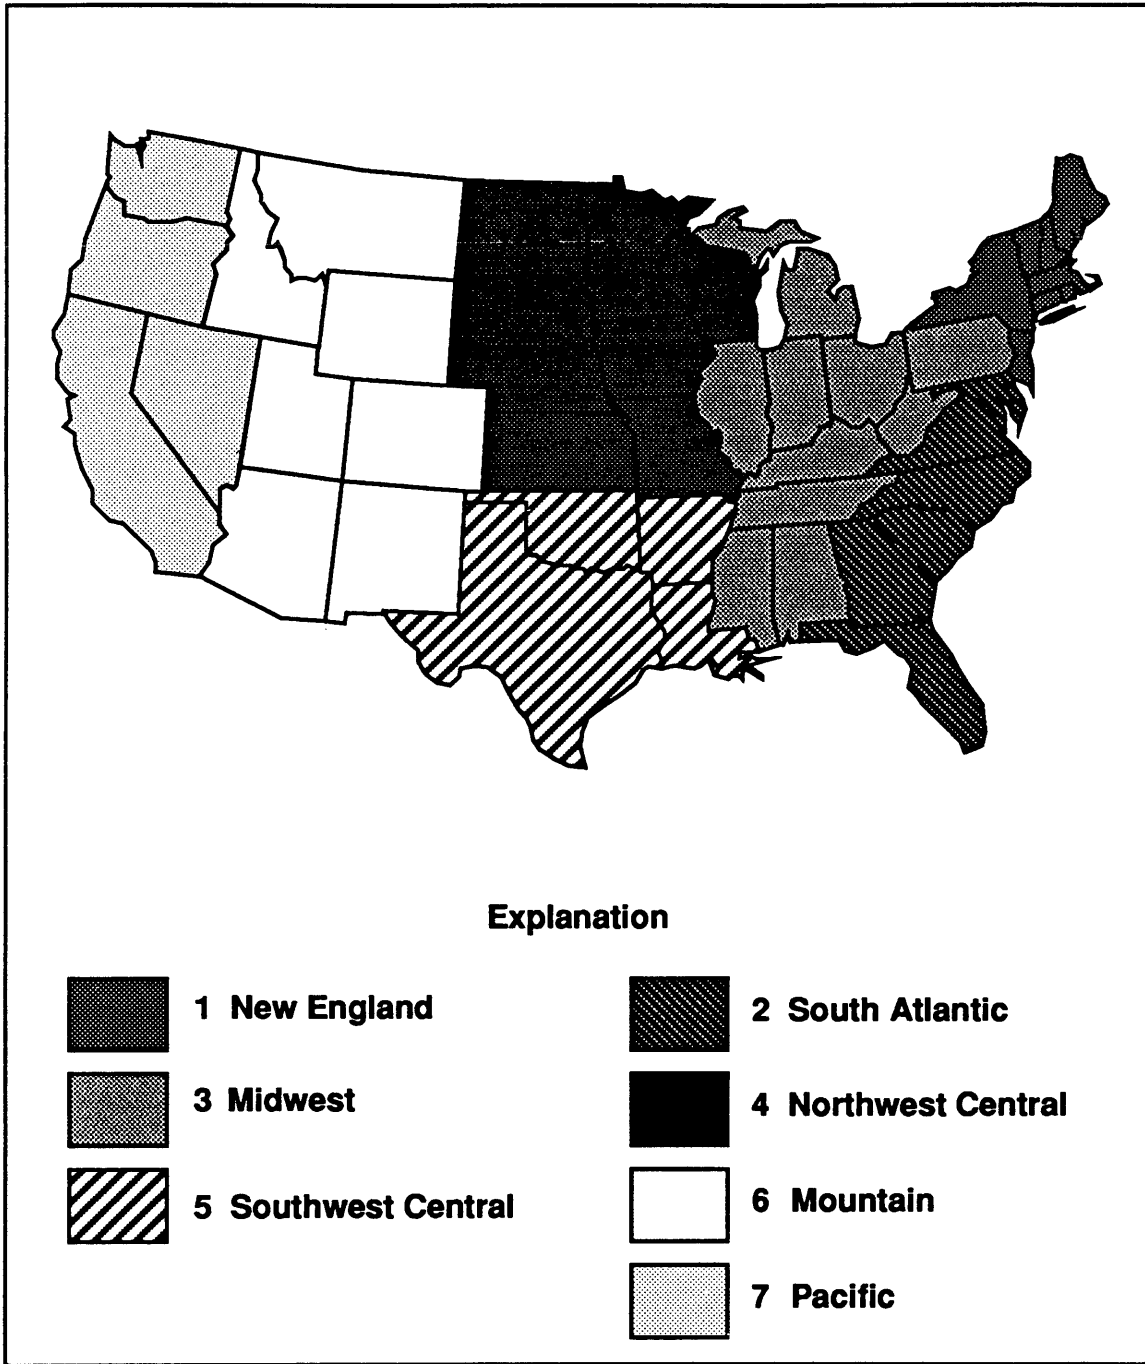 Explanation
1 New England
2 South Atlantic
3 Midwest
4 Northwest Central
5 Southwest Central
6 Mountain
7 Pacific